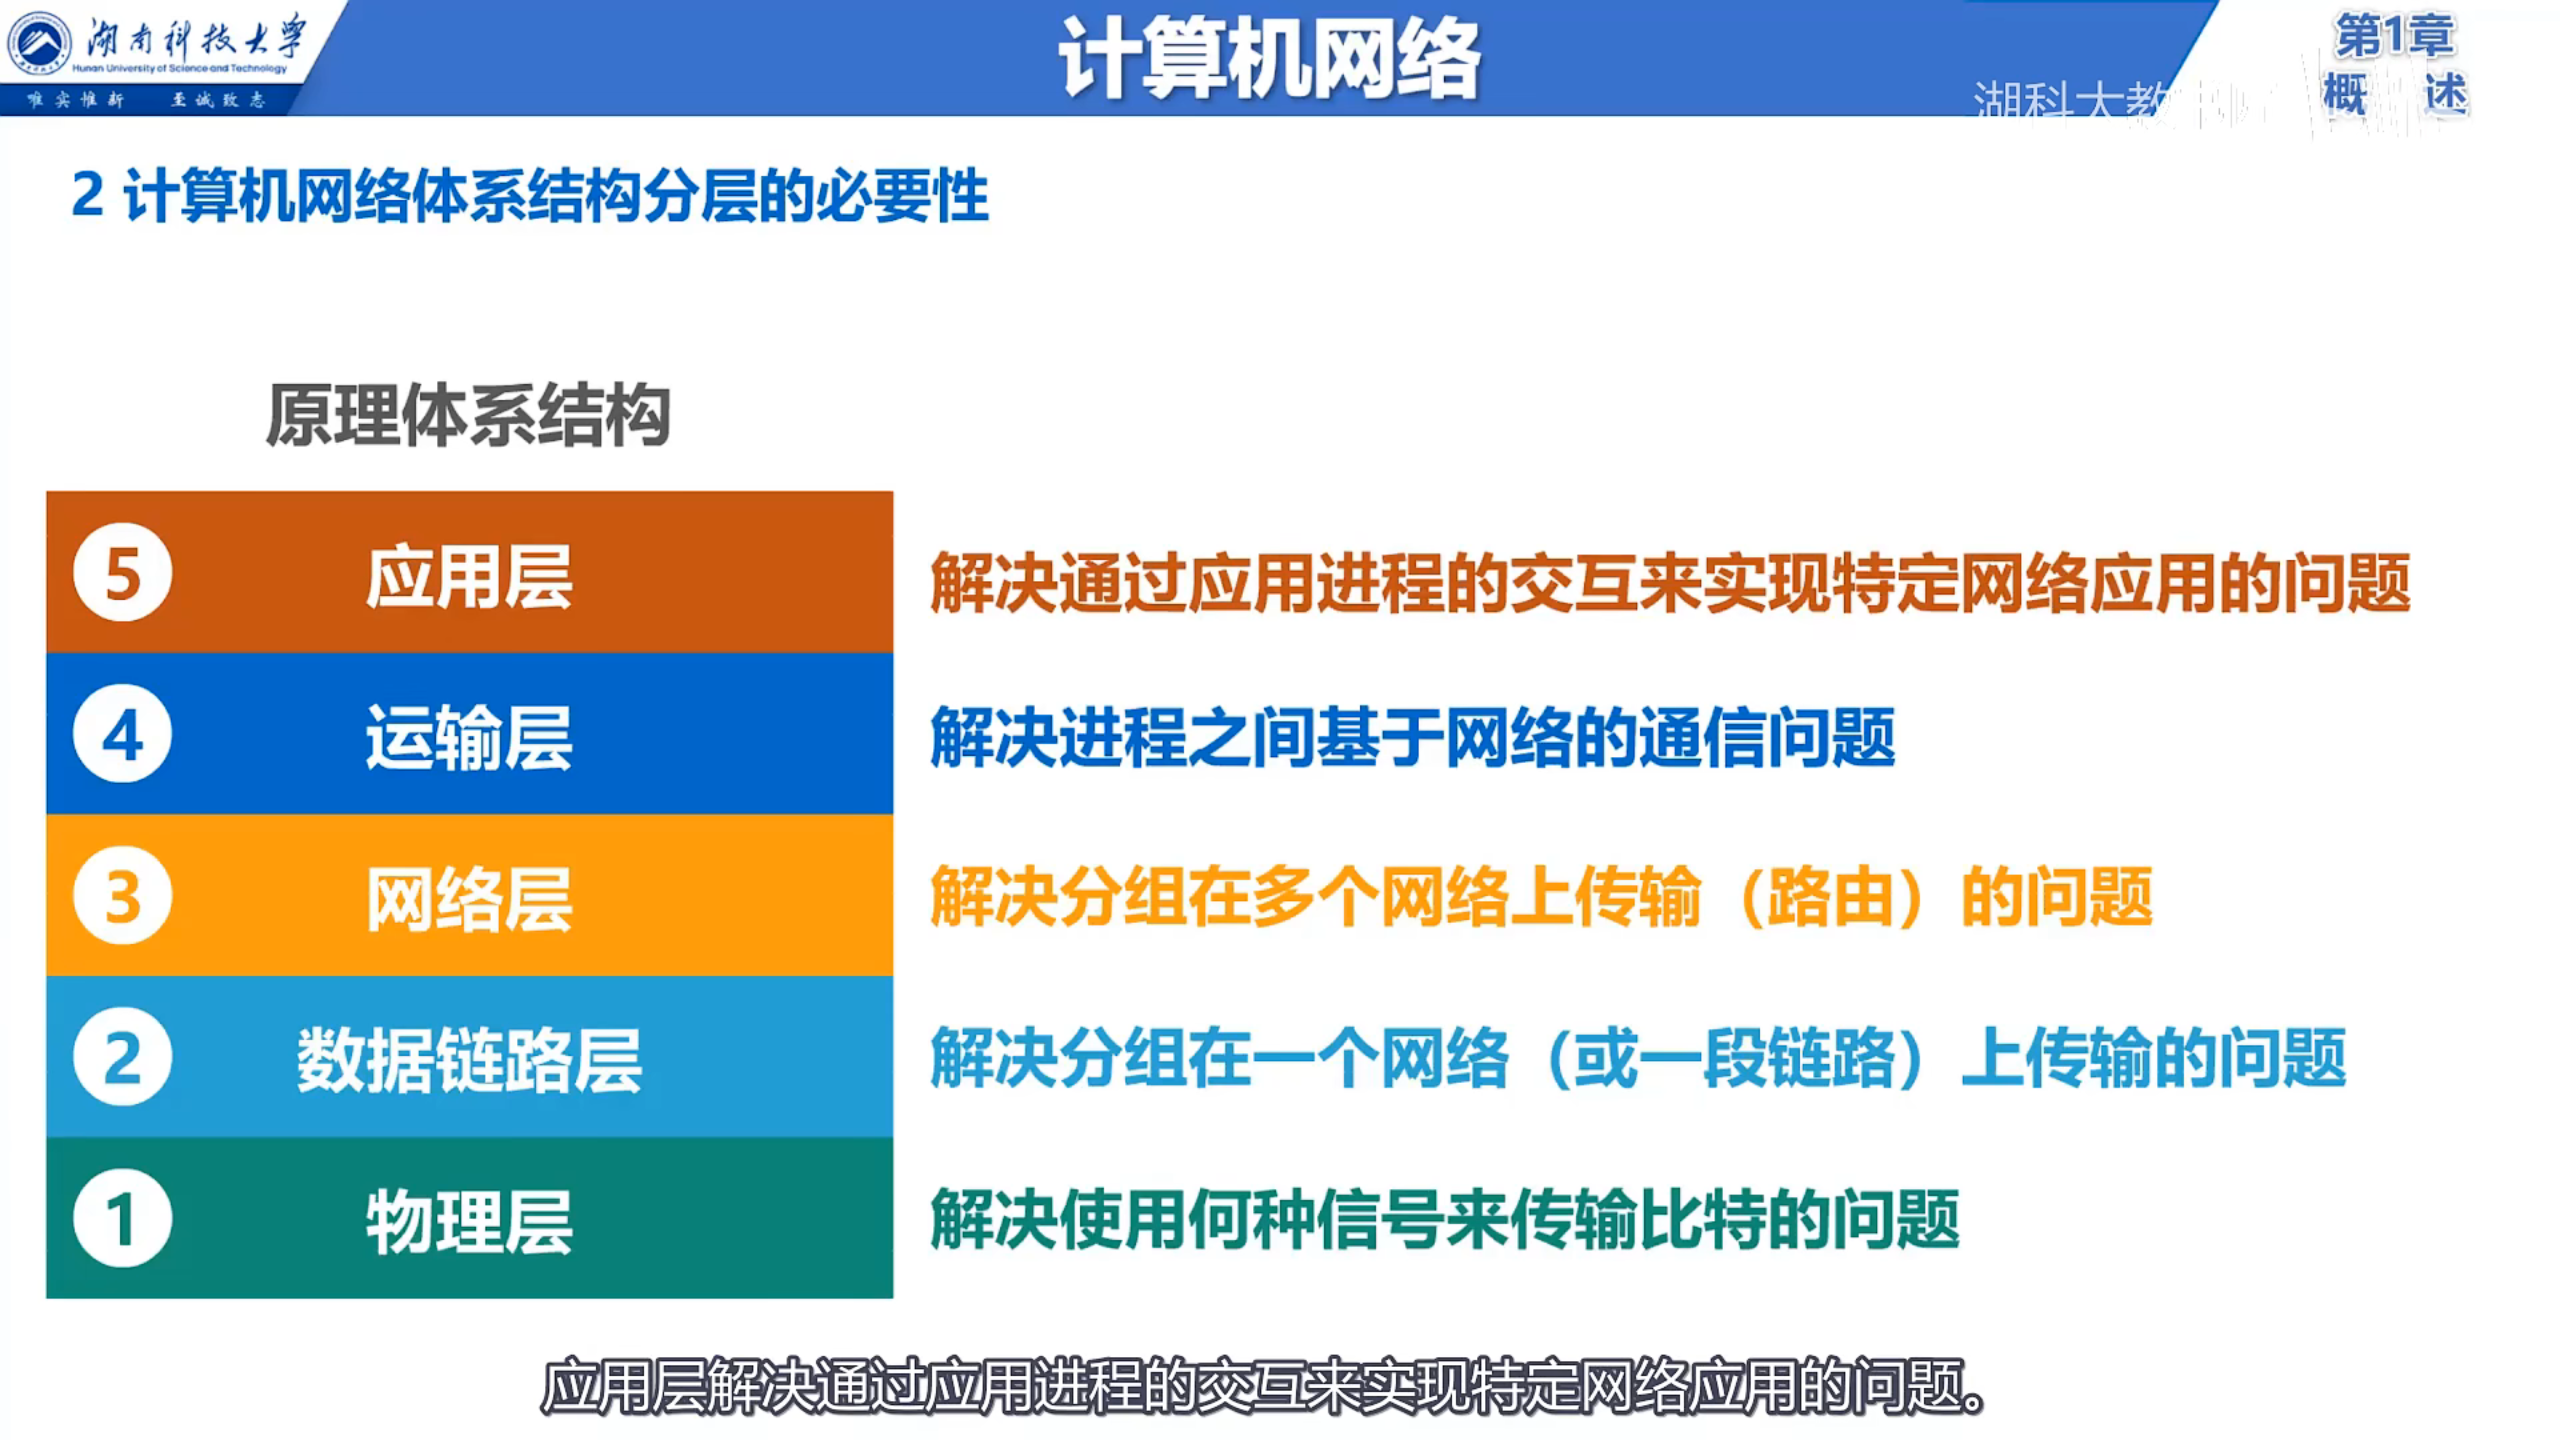 湖南科技大学
Hunan University of Science and Technology
唯实惟新 至诚致志
计算机网络
第1章
概 述
湖科大教
2 计算机网络体系结构分层的必要性
原理体系结构
5 应用层 解决通过应用进程的交互来实现特定网络应用的问题
4 运输层 解决进程之间基于网络的通信问题
3 网络层 解决分组在多个网络上传输（路由）的问题
2 数据链路层 解决分组在一个网络（或一段链路）上传输的问题
1 物理层 解决使用何种信号来传输比特的问题
应用层解决通过应用进程的交互来实现特定网络应用的问题。